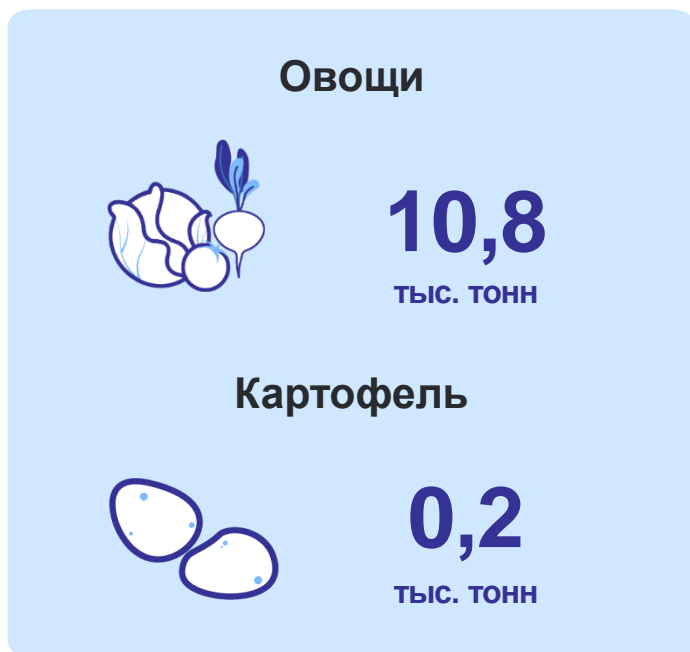 Овощи
10,8
тыс. тонн
Картофель
0,2
тыс. тонн